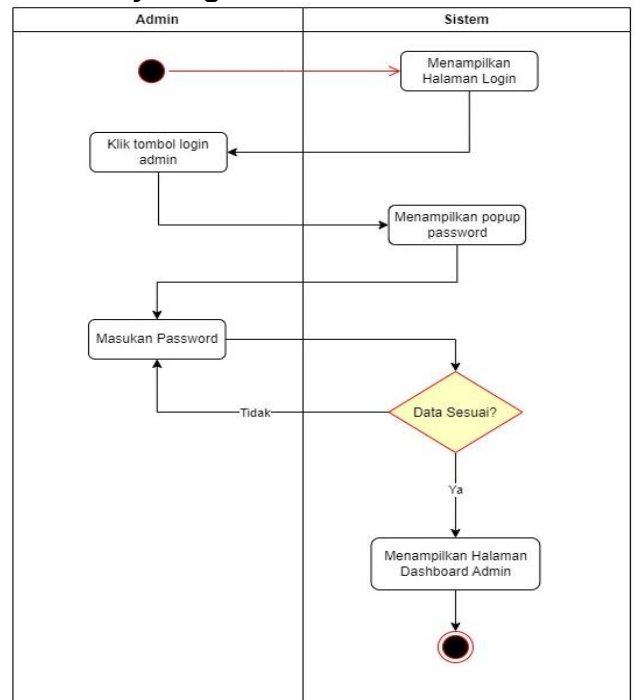 Admin
Sistem
Menampilkan
Halaman Login
Klik tombol login
admin
Menampilkan popup
password
Masukan Password
Data Sesuai?
Tidak
Ya
Menampilkan Halaman
Dashboard Admin